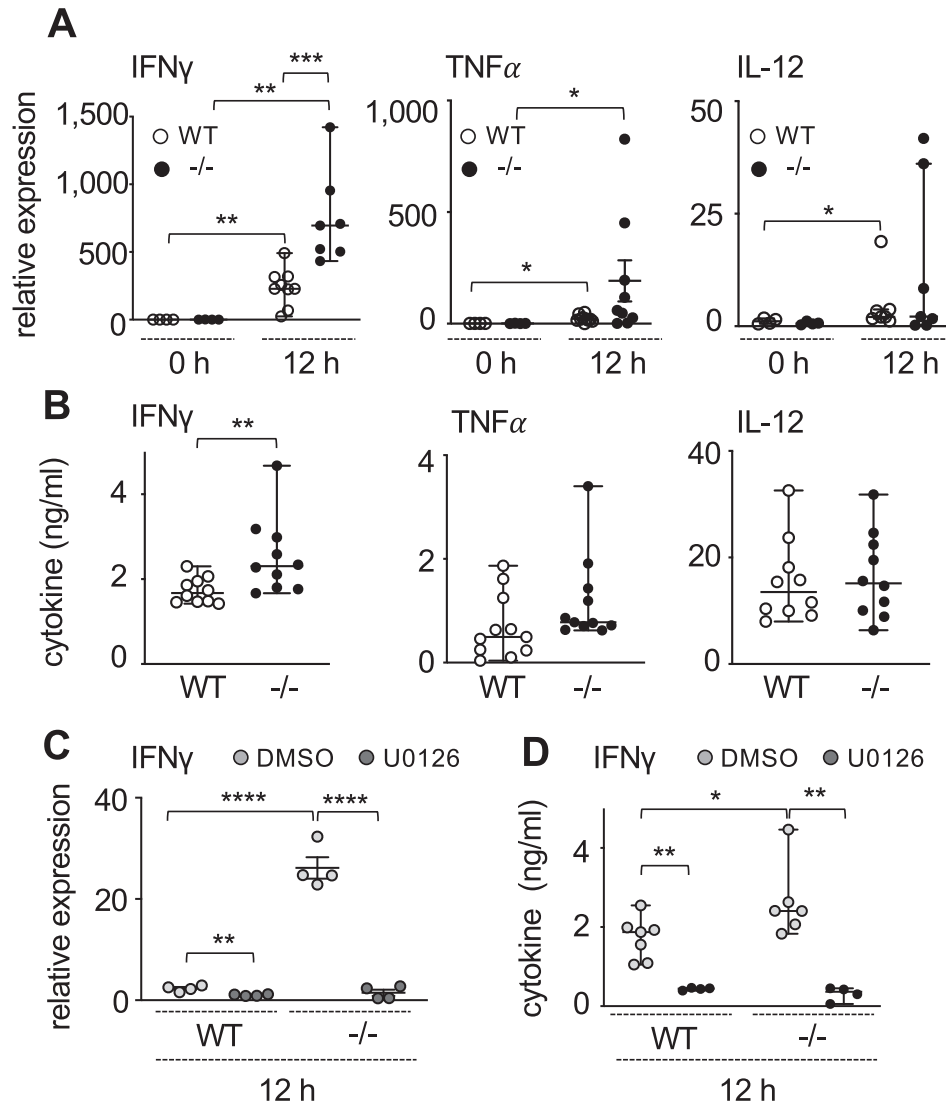 A
IFNγ
TNFα
IL-12
***
**
**
*
*
*
1,500
1,000
500
0
1,000
500
0
50
25
0
WT
-/-
WT
-/-
WT
-/-
relative expression
0 h
12 h
0 h
12 h
0 h
12 h
B
IFNγ
TNFα
IL-12
**
cytokine (ng/ml)
4
2
0
4
2
0
40
20
0
WT
-/-
WT
-/-
WT
-/-
C
IFNγ
DMSO
U0126
relative expression
40
20
0
****
****
**
WT
-/-
12 h
D
IFNγ
DMSO
U0126
cytokine (ng/ml)
4
2
0
*
**
**
WT
-/-
12 h